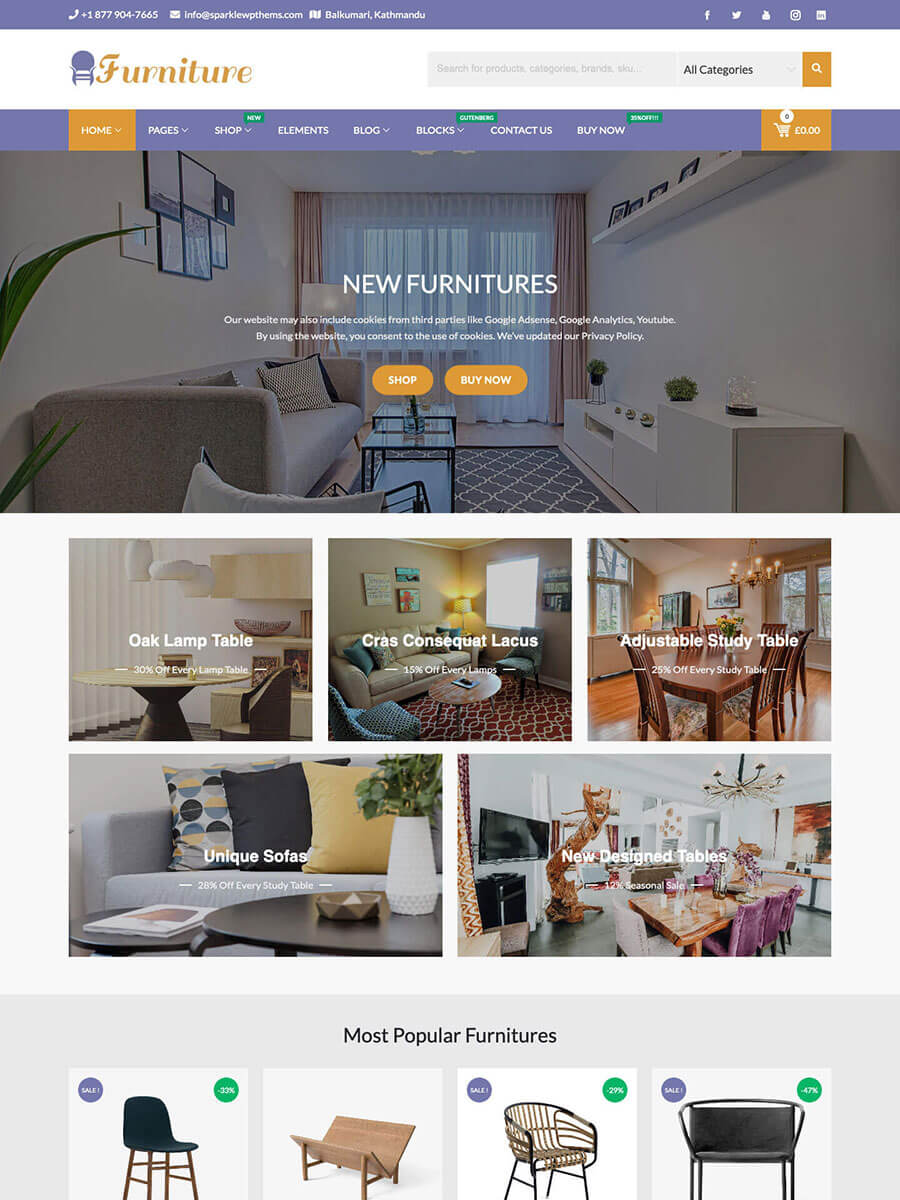 +1 877 904-7665 info@sparklewpthems.com Balkumari, Kathmandu
Furniture
Search for products, categories, brands, sku... All Categories
NEW GUTENBERG 35%OFF!!!
HOME PAGES SHOP ELEMENTS BLOG BLOCKS CONTACT US BUY NOW 0 £0.00
NEW FURNITURES
Our website may also include cookies from third parties like Google Adsense, Google Analytics, Youtube.
By using the website, you consent to the use of cookies. We've updated our Privacy Policy.
SHOP BUY NOW
Oak Lamp Table
30% Off Every Lamp Table
Cras Consequat Lacus
15% Off Every Lamps
Adjustable Study Table
25% Off Every Study Table
Unique Sofas
28% Off Every Study Table
New Designed Tables
12% Seasonal Sale
Most Popular Furnitures
SALE ! -33% SALE ! -29% SALE ! -47%